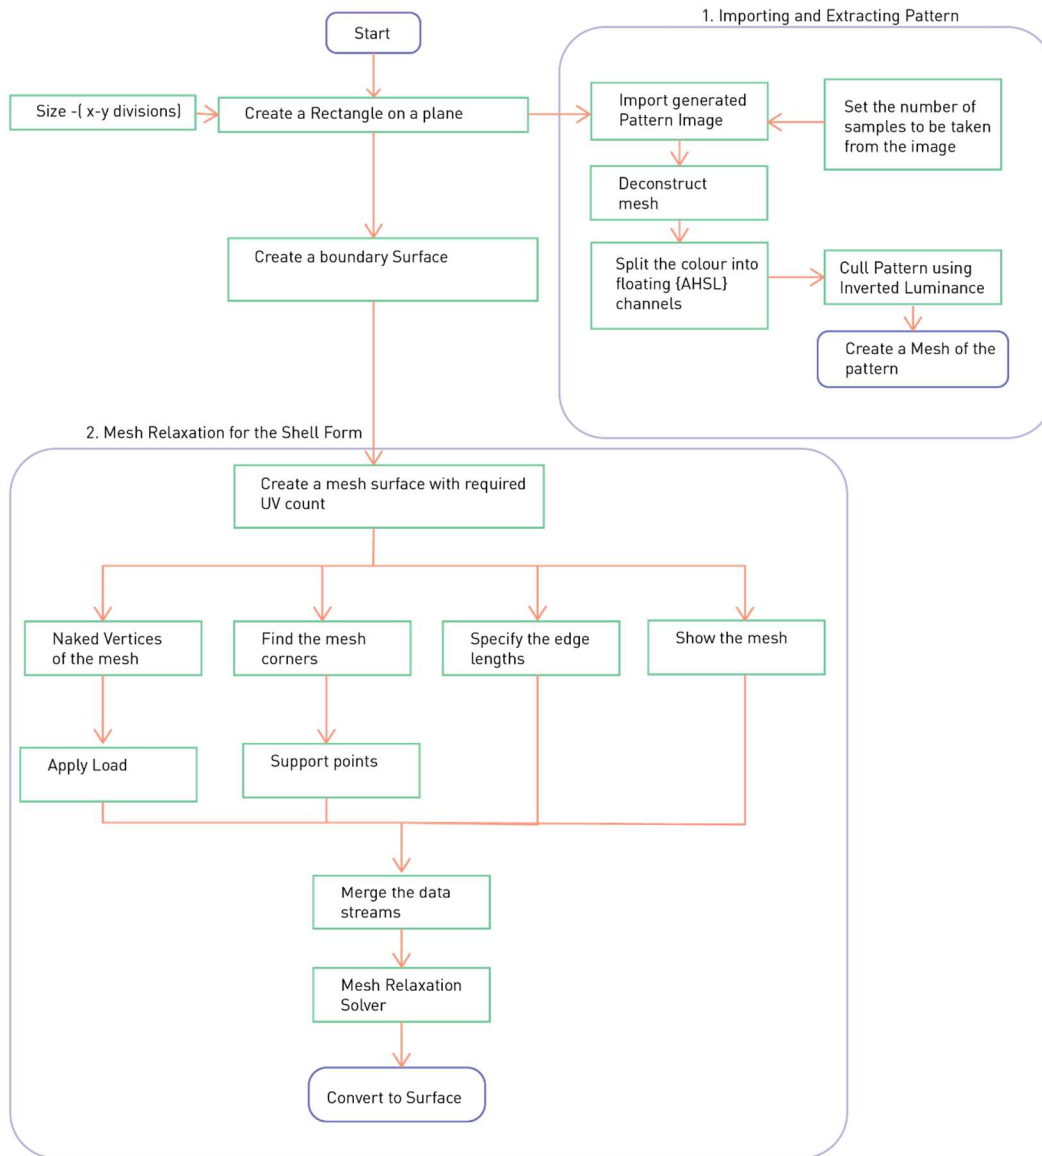 1. Importing and Extracting Pattern
Start
Size -( x-y divisions)
Create a Rectangle on a plane
Import generated
Pattern Image
Set the number of
samples to be taken
from the image
Deconstruct
mesh
Create a boundary Surface
Split the colour into
floating {AHSL}
channels
Cull Pattern using
Inverted Luminance
Create a Mesh of the
pattern
2. Mesh Relaxation for the Shell Form
Create a mesh surface with required
UV count
Naked Vertices
of the mesh
Find the mesh
corners
Specify the edge
lengths
Show the mesh
Apply Load
Support points
Merge the data
streams
Mesh Relaxation
Solver
Convert to Surface